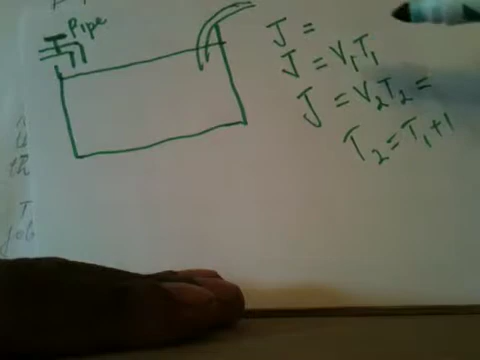 Pipe
J =
J = V₁T₁
J = V₂T₂ =
T₂ = T₁ + 1